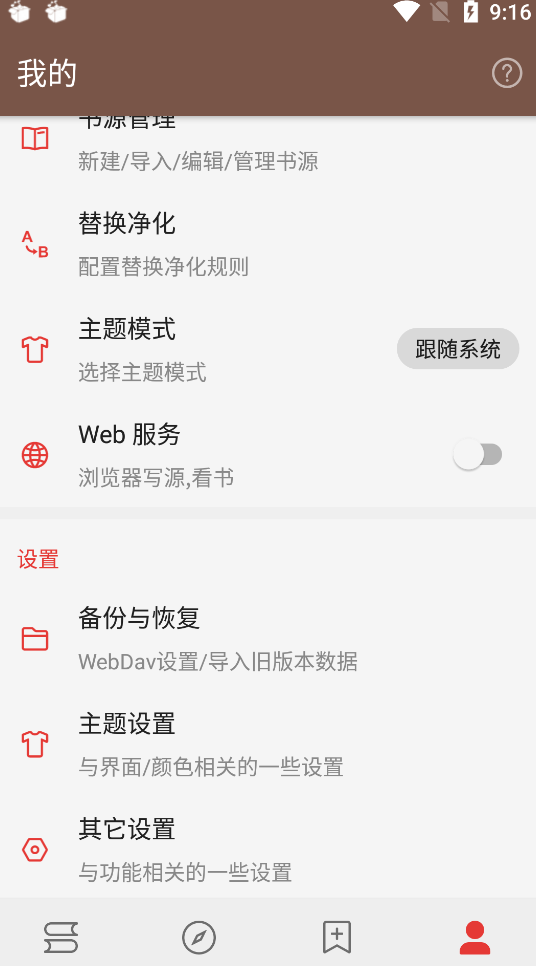 9:16
我的
书源管理
新建/导入/编辑/管理书源
替换净化
A
B
配置替换净化规则
主题模式
跟随系统
选择主题模式
Web 服务
浏览器写源,看书
设置
备份与恢复
WebDav设置/导入旧版本数据
主题设置
与界面/颜色相关的一些设置
其它设置
与功能相关的一些设置